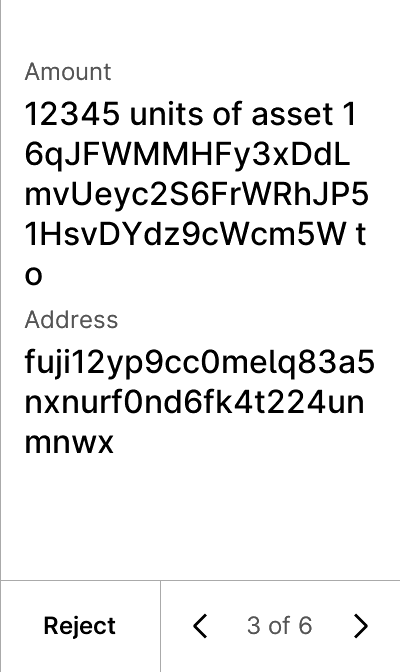 Amount
12345 units of asset 1
6qJFWMMHFy3xDdL
mvUeyc2S6FrWRhJP5
1HsvDYdz9cWcm5W t
o
Address
fuji12yp9cc0melq83a5
nxnurf0nd6fk4t224un
mnwx
Reject
3 of 6